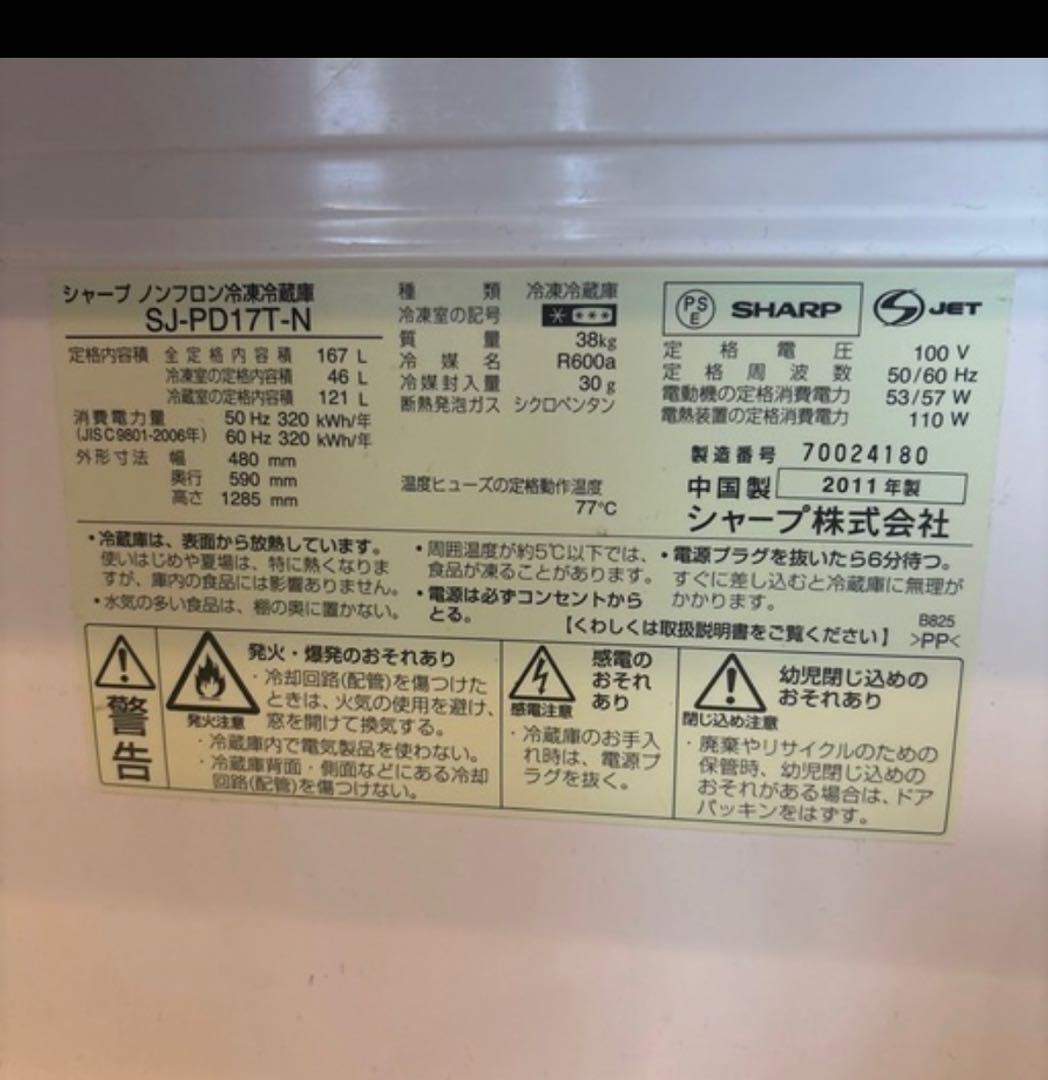 シャープ ノンフロン冷凍冷蔵庫
SJ-PD17T-N
定格内容積 全定格内容積 167 L
冷凍室の定格内容積 46 L
冷蔵室の定格内容積 121 L
消費電力量 50 Hz 320 kWh/年
(JIS C 9801-2006年) 60 Hz 320 kWh/年
外形寸法 幅 480 mm
奥行 590 mm
高さ 1285 mm
種類 冷凍冷蔵庫
冷凍室の記号
質量 38kg
冷媒名 R600a
冷媒封入量 30 g
断熱発泡ガス シクロペンタン
温度ヒューズの定格動作温度
77°C
PS
E
SHARP
S JET
定格電圧 100 V
定格周波数 50/60 Hz
電動機の定格消費電力 53/57 W
電熱装置の定格消費電力 110 W
製造番号 70024180
中国製 2011年製
シャープ株式会社
・冷蔵庫は、表面から放熱しています。
使いはじめや夏場は、特に熱くなりま
すが、庫内の食品には影響ありません。
・水気の多い食品は、棚の奥に置かない。
・周囲温度が約5℃以下では、
食品が凍ることがあります。
・電源は必ずコンセントから
とる。
・電源プラグを抜いたら6分待つ。
すぐに差し込むと冷蔵庫に無理が
かかります。
【くわしくは取扱説明書をご覧ください】
B825
>PP<
警告
発火注意
発火・爆発のおそれあり
・冷却回路(配管)を傷つけた
ときは、火気の使用を避け、
窓を開けて換気する。
・冷蔵庫内で電気製品を使わない。
・冷蔵庫背面・側面などにある冷却
回路(配管)を傷つけない。
感電注意
感電の
おそれ
あり
・冷蔵庫のお手入
れ時は、電源プ
ラグを抜く。
閉じ込め注意
幼児閉じ込めの
おそれあり
・廃棄やリサイクルのための
保管時、幼児閉じ込めの
おそれがある場合は、ドア
パッキンをはずす。